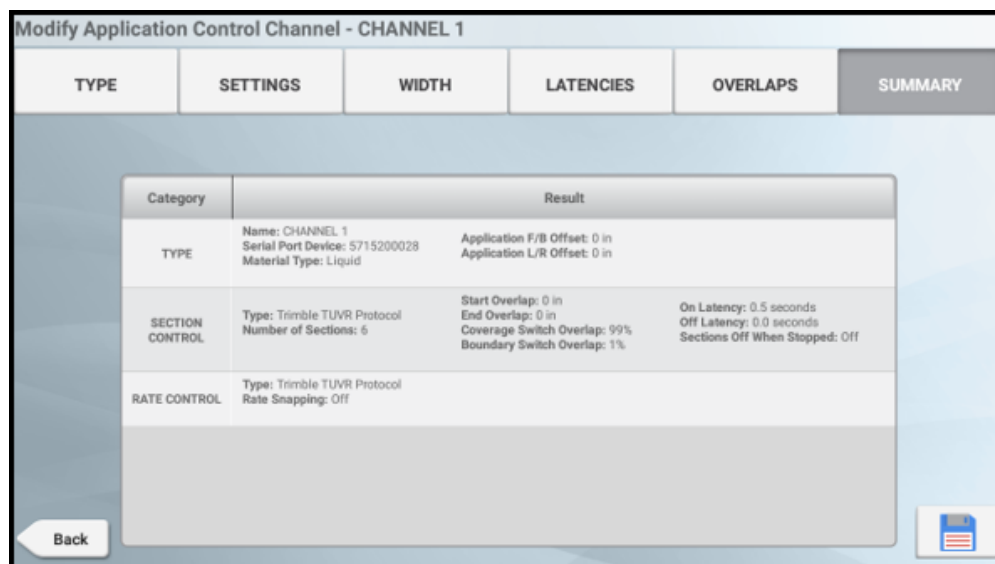 Modify Application Control Channel - CHANNEL 1
TYPE SETTINGS WIDTH LATENCIES OVERLAPS SUMMARY
Category Result
TYPE
Name: CHANNEL 1
Serial Port Device: 5715200028
Material Type: Liquid
Application F/B Offset: 0 in
Application L/R Offset: 0 in
SECTION
CONTROL
Type: Trimble TUVR Protocol
Number of Sections: 6
Start Overlap: 0 in
End Overlap: 0 in
Coverage Switch Overlap: 99%
Boundary Switch Overlap: 1%
On Latency: 0.5 seconds
Off Latency: 0.0 seconds
Sections Off When Stopped: Off
RATE CONTROL
Type: Trimble TUVR Protocol
Rate Snapping: Off
Back